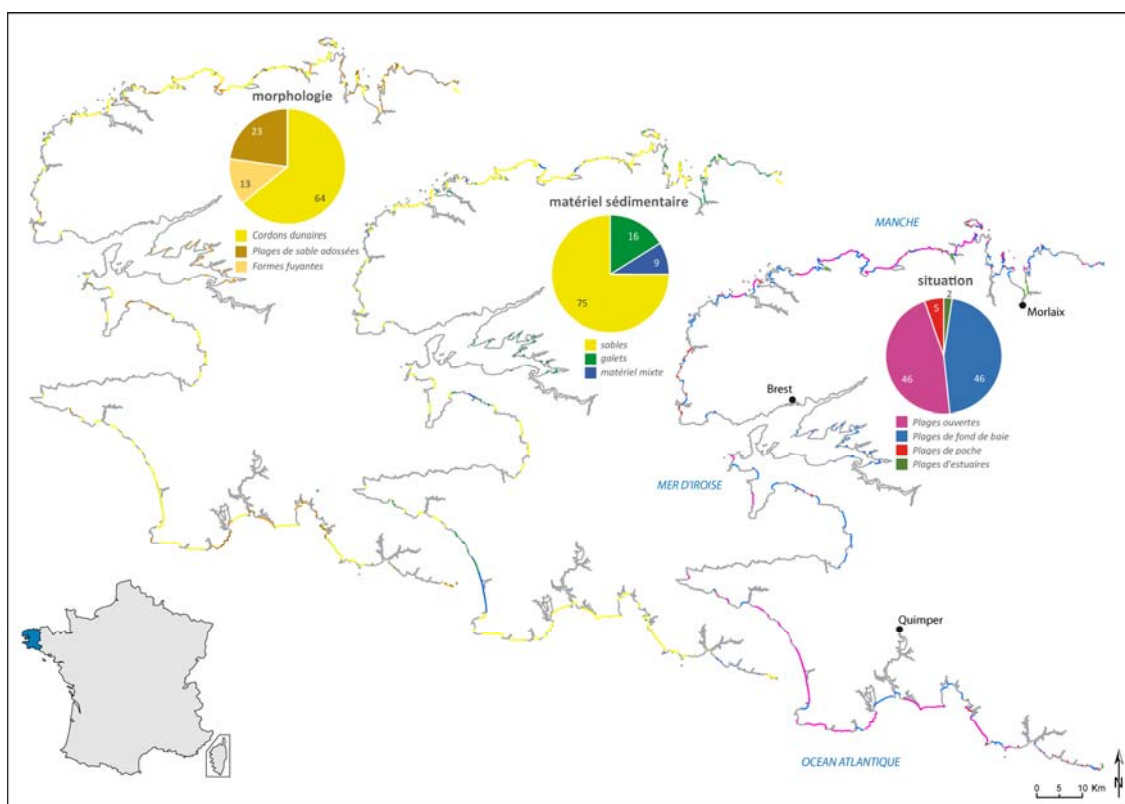 morphologie
23
13
64
Cordons dunaires
Plages de sable adossées
Formes fuyantes
matériel sédimentaire
16
9
75
sables
galets
matériel mixte
MANCHE
situation
2
5
46
46
Morlaix
Brest
Plages ouvertes
Plages de fond de baie
Plages de poche
Plages d'estuaires
MER D'IROISE
Quimper
OCEAN ATLANTIQUE
0 5 10 Km
N